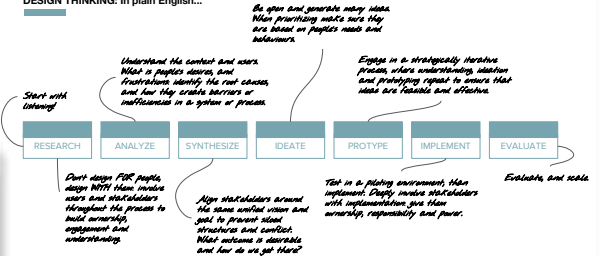 DESIGN THINKING: In plain English...
Be open and generate many ideas.
When prioritizing make sure they
are based on people's needs and
behaviours.
Understand the context and users.
What is people's desires, and
frustrations. identify the root causes,
and how they create barriers or
inefficiencies in a system or process.
Engage in a strategically iterative
process, where understanding, ideation
and prototyping repeat to ensure that
ideas are feasible and effective.
Start with
listening!
RESEARCH
ANALYZE
SYNTHESIZE
IDEATE
PROTYPE
IMPLEMENT
EVALUATE
Don't design FOR people,
design WITH them. involve
users and stakeholders
throughout the process to
build ownership,
engagement and
understanding.
Align stakeholders around
the same unified vision and
goal to prevent siloed
structures and conflict.
What outcome is desirable
and how do we get there?
Test in a piloting environment, than
implement. Deeply involve stakeholders
with implementation. give them
ownership, responsibility and power.
Evaluate, and scale.